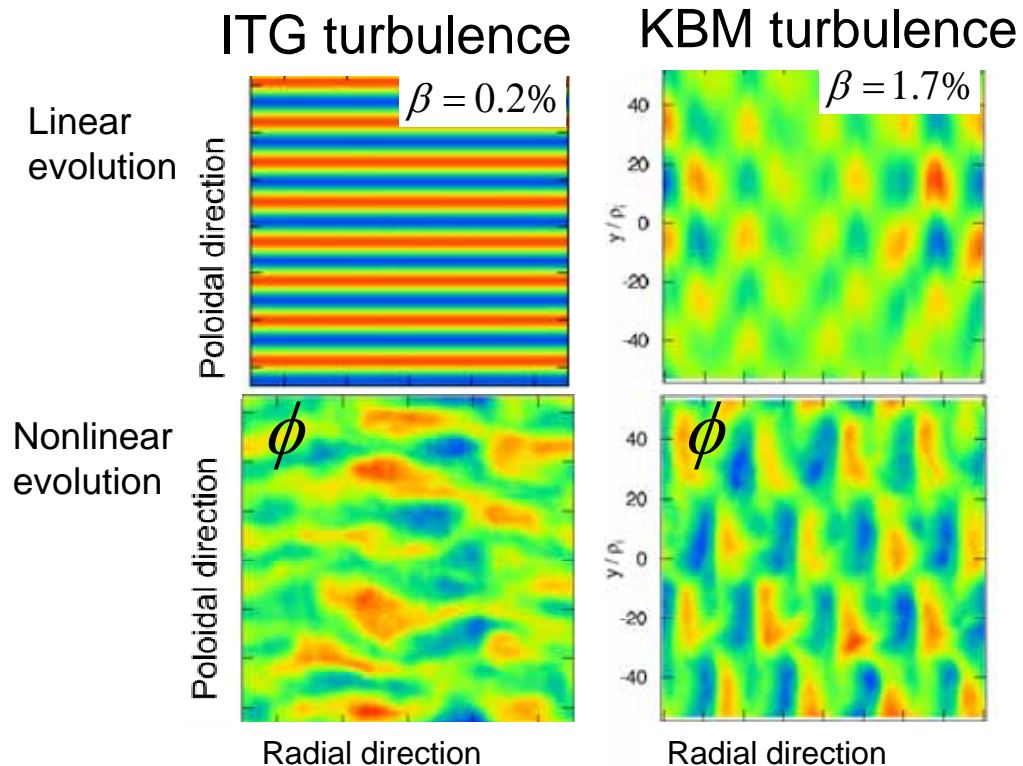 ITG turbulence
KBM turbulence
Linear
evolution
Poloidal direction
β = 0.2%
β = 1.7%
y / ρi
40
20
0
-20
-40
Nonlinear
evolution
Poloidal direction
ϕ
ϕ
y / ρi
40
20
0
-20
-40
Radial direction
Radial direction